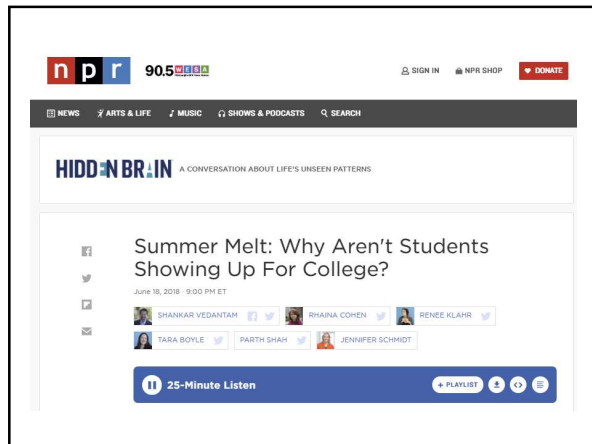 npr 90.5 WESA
SIGN IN NPR SHOP DONATE
NEWS ARTS & LIFE MUSIC SHOWS & PODCASTS SEARCH
HIDDEN BRAIN A CONVERSATION ABOUT LIFE'S UNSEEN PATTERNS
Summer Melt: Why Aren't Students
Showing Up For College?
June 18, 2018 · 9:00 PM ET
SHANKAR VEDANTAM RHAINA COHEN RENEE KLAHR
TARA BOYLE PARTH SHAH JENNIFER SCHMIDT
25-Minute Listen + PLAYLIST